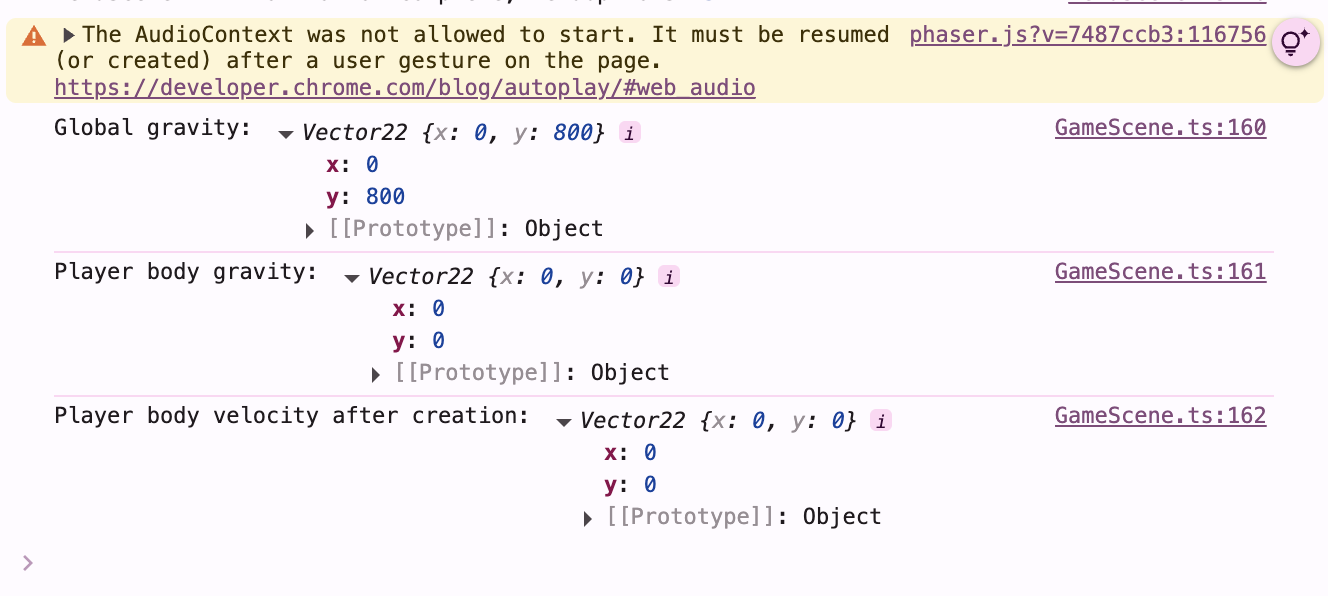 The AudioContext was not allowed to start. It must be resumed phaser.js?v=7487ccb3:116756
(or created) after a user gesture on the page.
https://developer.chrome.com/blog/autoplay/#web_audio
Global gravity: Vector22 {x: 0, y: 800} i GameScene.ts:160
x: 0
y: 800
[[Prototype]]: Object
Player body gravity: Vector22 {x: 0, y: 0} i GameScene.ts:161
x: 0
y: 0
[[Prototype]]: Object
Player body velocity after creation: Vector22 {x: 0, y: 0} i GameScene.ts:162
x: 0
y: 0
[[Prototype]]: Object